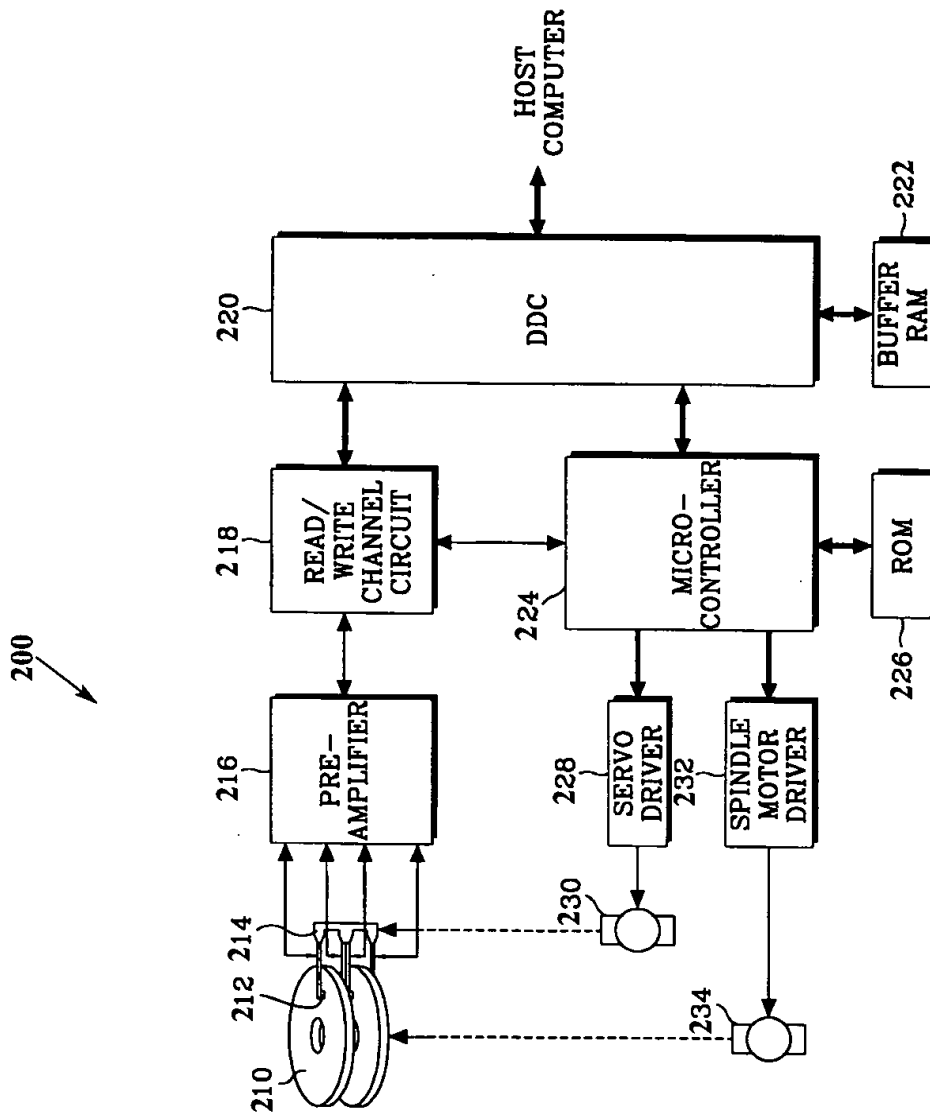 200
210
212
214
216
PRE-
AMPLIFIER
218
READ/
WRITE
CHANNEL
CIRCUIT
220
DDC
HOST
COMPUTER
230
228
SERVO
DRIVER
224
MICRO-
CONTROLLER
234
232
SPINDLE
MOTOR
DRIVER
226
ROM
222
BUFFER
RAM